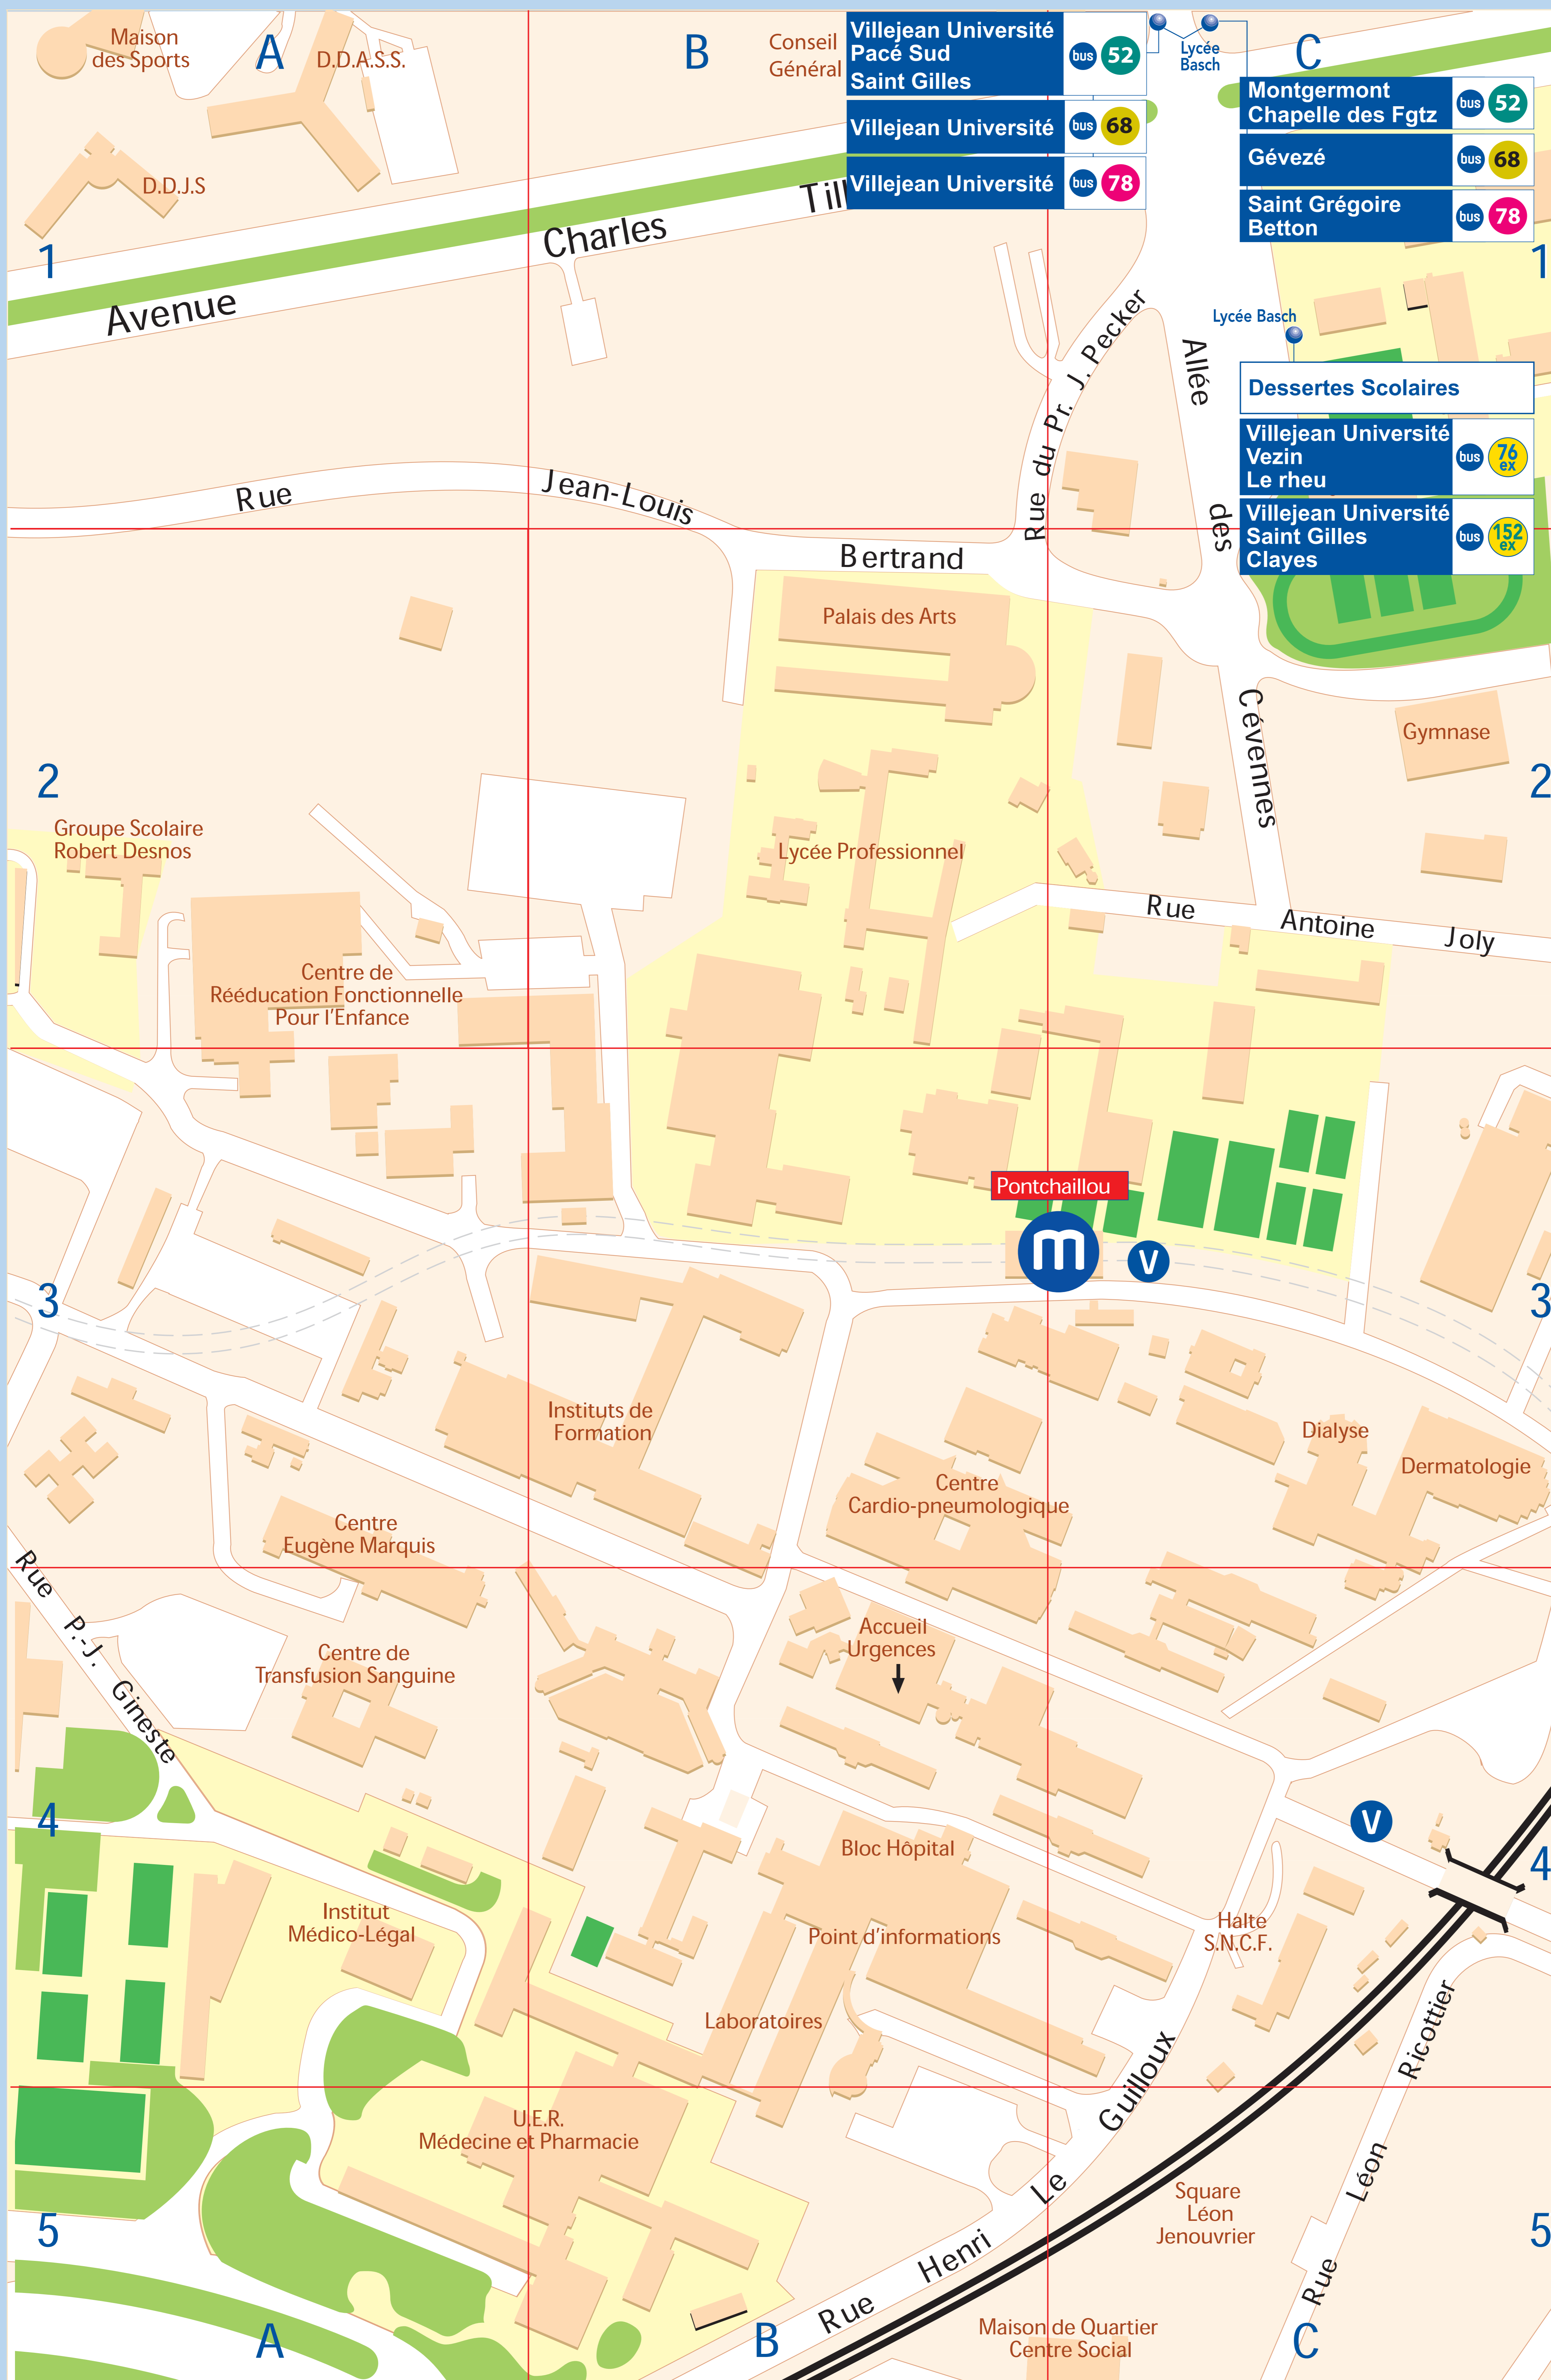 Maison
des Sports
A
D.D.A.S.S.
B
Conseil
Général
Villejean Université
Pacé Sud
Saint Gilles
bus 52
Villejean Université
bus 68
Villejean Université
bus 78
Lycée
Basch
C
Montgermont
Chapelle des Fgtz
bus 52
Gévezé
bus 68
Saint Grégoire
Betton
bus 78
D.D.J.S
1
1
Avenue Charles Till
Rue du Pr. J. Pecker
Lycée Basch
Dessertes Scolaires
Villejean Université
Vezin
Le rheu
bus 76 ex
Villejean Université
Saint Gilles
Clayes
bus 152 ex
Allée des Cévennes
Rue Jean-Louis Bertrand
Palais des Arts
Gymnase
2
2
Groupe Scolaire
Robert Desnos
Lycée Professionnel
Rue Antoine Joly
Centre de
Rééducation Fonctionnelle
Pour l'Enfance
Pontchaillou
m
V
3
3
Instituts de
Formation
Dialyse
Dermatologie
Centre
Cardio-pneumologique
Centre
Eugène Marquis
Rue P.-J. Gineste
Accueil
Urgences
Centre de
Transfusion Sanguine
4
V
4
Bloc Hôpital
Institut
Médico-Légal
Point d'informations
Halte
S.N.C.F.
Laboratoires
Rue Henri Le Guilloux
Rue Léon Ricottier
U.E.R.
Médecine et Pharmacie
Square
Léon
Jenouvrier
5
5
Maison de Quartier
Centre Social
A
B
C